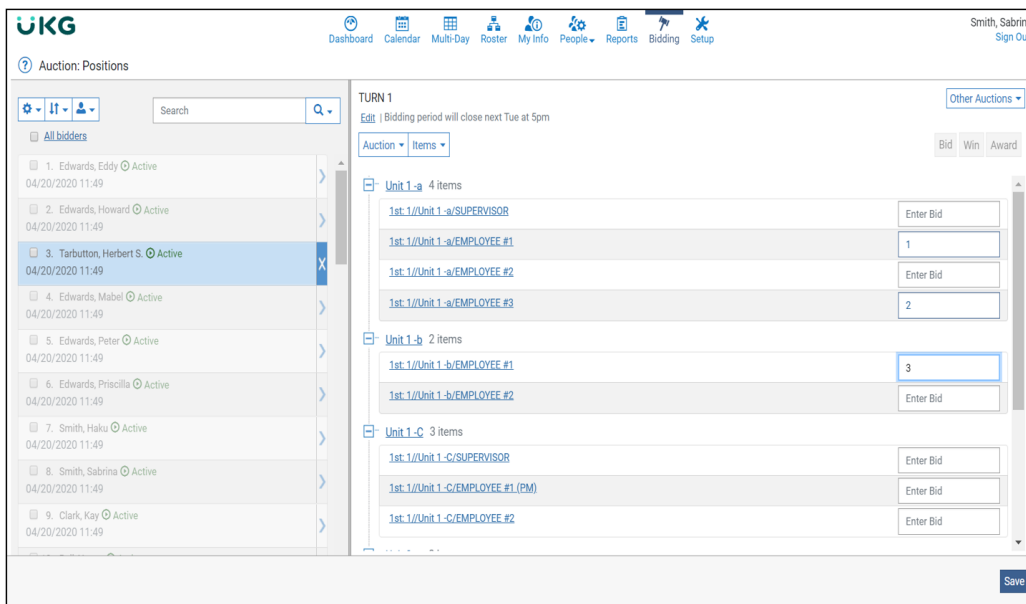 UKG
Dashboard Calendar Multi-Day Roster My Info People Reports Bidding Setup
Smith, Sabrin
Sign Ou
? Auction: Positions
Search
All bidders
1. Edwards, Eddy Active
04/20/2020 11:49
2. Edwards, Howard Active
04/20/2020 11:49
3. Tarbutton, Herbert S. Active
04/20/2020 11:49
X
4. Edwards, Mabel Active
04/20/2020 11:49
5. Edwards, Peter Active
04/20/2020 11:49
6. Edwards, Priscilla Active
04/20/2020 11:49
7. Smith, Haku Active
04/20/2020 11:49
8. Smith, Sabrina Active
04/20/2020 11:49
9. Clark, Kay Active
04/20/2020 11:49
TURN 1
Other Auctions
Edit | Bidding period will close next Tue at 5pm
Auction Items
Bid Win Award
Unit 1 -a 4 items
1st: 1//Unit 1 -a/SUPERVISOR Enter Bid
1st: 1//Unit 1 -a/EMPLOYEE #1 1
1st: 1//Unit 1 -a/EMPLOYEE #2 Enter Bid
1st: 1//Unit 1 -a/EMPLOYEE #3 2
Unit 1 -b 2 items
1st: 1//Unit 1 -b/EMPLOYEE #1 3
1st: 1//Unit 1 -b/EMPLOYEE #2 Enter Bid
Unit 1 -C 3 items
1st: 1//Unit 1 -C/SUPERVISOR Enter Bid
1st: 1//Unit 1 -C/EMPLOYEE #1 (PM) Enter Bid
1st: 1//Unit 1 -C/EMPLOYEE #2 Enter Bid
Save